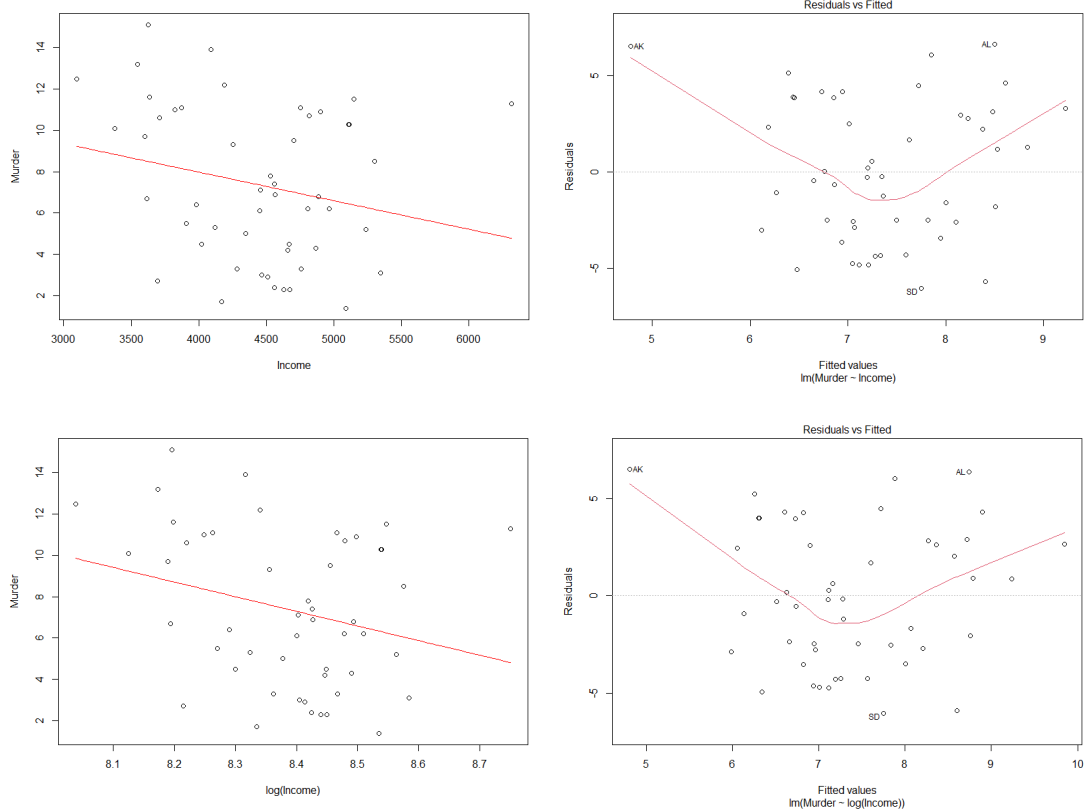 Murder
14
12
10
8
6
4
2
3000 3500 4000 4500 5000 5500 6000
Income
Residuals vs Fitted
Residuals
5
0
-5
AK
AL
SD
5 6 7 8 9
Fitted values
lm(Murder ~ Income)
Murder
14
12
10
8
6
4
2
8.1 8.2 8.3 8.4 8.5 8.6 8.7
log(Income)
Residuals vs Fitted
Residuals
5
0
-5
AK
AL
SD
5 6 7 8 9 10
Fitted values
lm(Murder ~ log(Income))